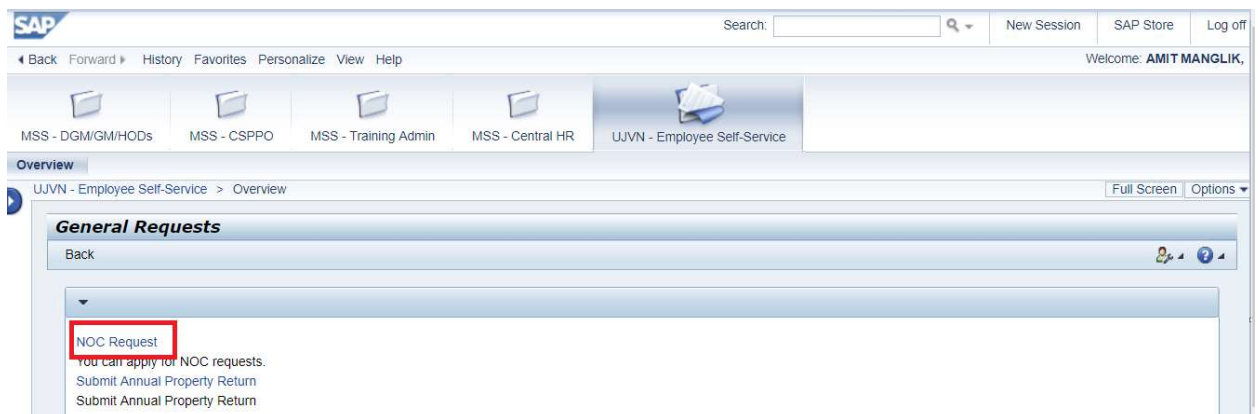 SAP Search: New Session SAP Store Log off
Back Forward History Favorites Personalize View Help Welcome: AMIT MANGLIK,
MSS - DGM/GM/HODs MSS - CSPPO MSS - Training Admin MSS - Central HR UJVN - Employee Self-Service
Overview
UJVN - Employee Self-Service > Overview Full Screen Options
General Requests
Back
NOC Request
You can apply for NOC requests.
Submit Annual Property Return
Submit Annual Property Return